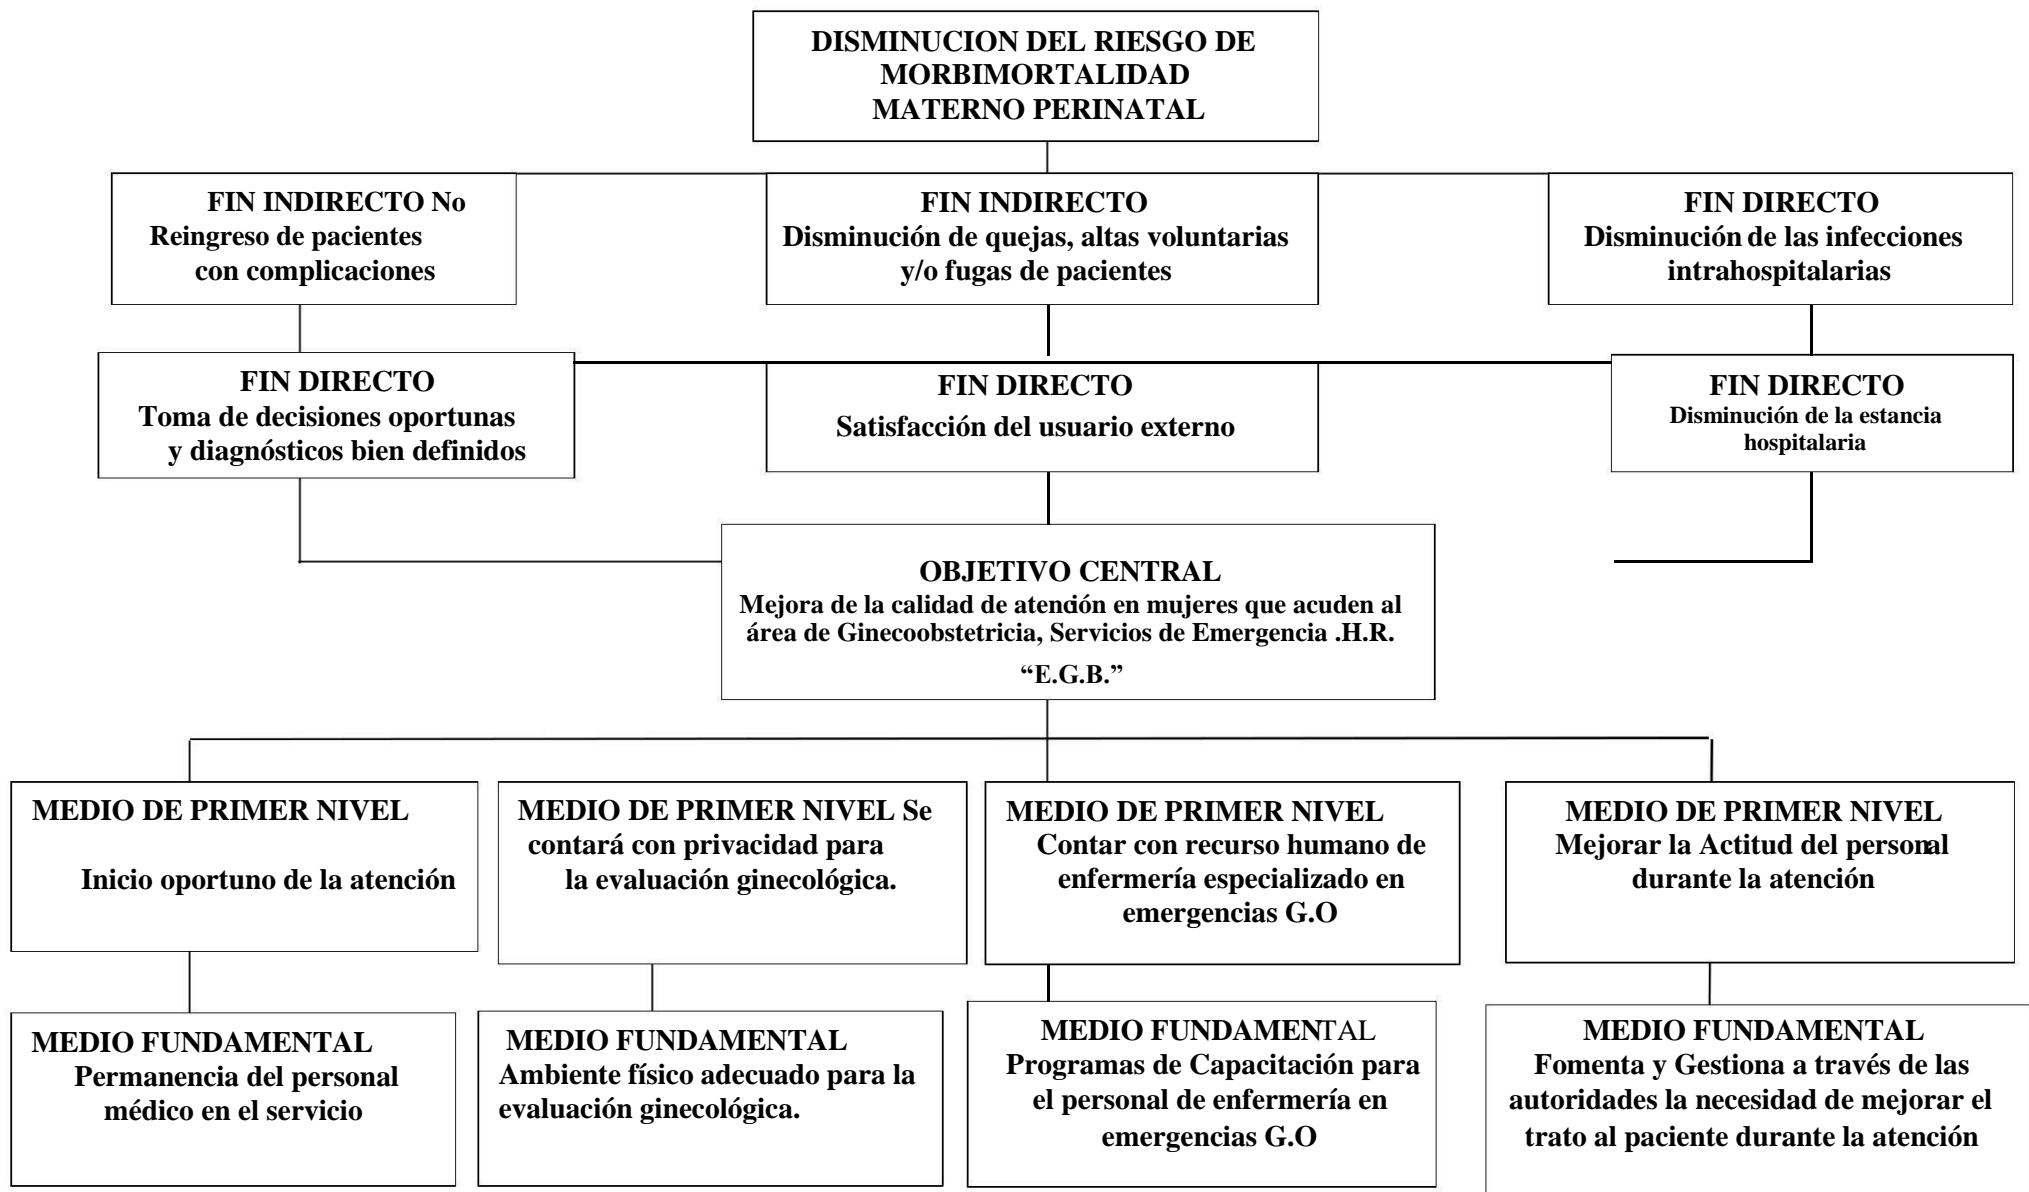 DISMINUCION DEL RIESGO DE
MORBIMORTALIDAD
MATERNO PERINATAL
FIN INDIRECTO No
Reingreso de pacientes
con complicaciones
FIN INDIRECTO
Disminución de quejas, altas voluntarias
y/o fugas de pacientes
FIN DIRECTO
Disminución de las infecciones
intrahospitalarias
FIN DIRECTO
Toma de decisiones oportunas
y diagnósticos bien definidos
FIN DIRECTO
Satisfacción del usuario externo
FIN DIRECTO
Disminución de la estancia
hospitalaria
OBJETIVO CENTRAL
Mejora de la calidad de atención en mujeres que acuden al
área de Ginecoobstetricia, Servicios de Emergencia .H.R.
“E.G.B.”
MEDIO DE PRIMER NIVEL
Inicio oportuno de la atención
MEDIO DE PRIMER NIVEL Se
contará con privacidad para
la evaluación ginecológica.
MEDIO DE PRIMER NIVEL
Contar con recurso humano de
enfermería especializado en
emergencias G.O
MEDIO DE PRIMER NIVEL
Mejorar la Actitud del personal
durante la atención
MEDIO FUNDAMENTAL
Permanencia del personal
médico en el servicio
MEDIO FUNDAMENTAL
Ambiente físico adecuado para la
evaluación ginecológica.
MEDIO FUNDAMENTAL
Programas de Capacitación para
el personal de enfermería en
emergencias G.O
MEDIO FUNDAMENTAL
Fomenta y Gestiona a través de las
autoridades la necesidad de mejorar el
trato al paciente durante la atención